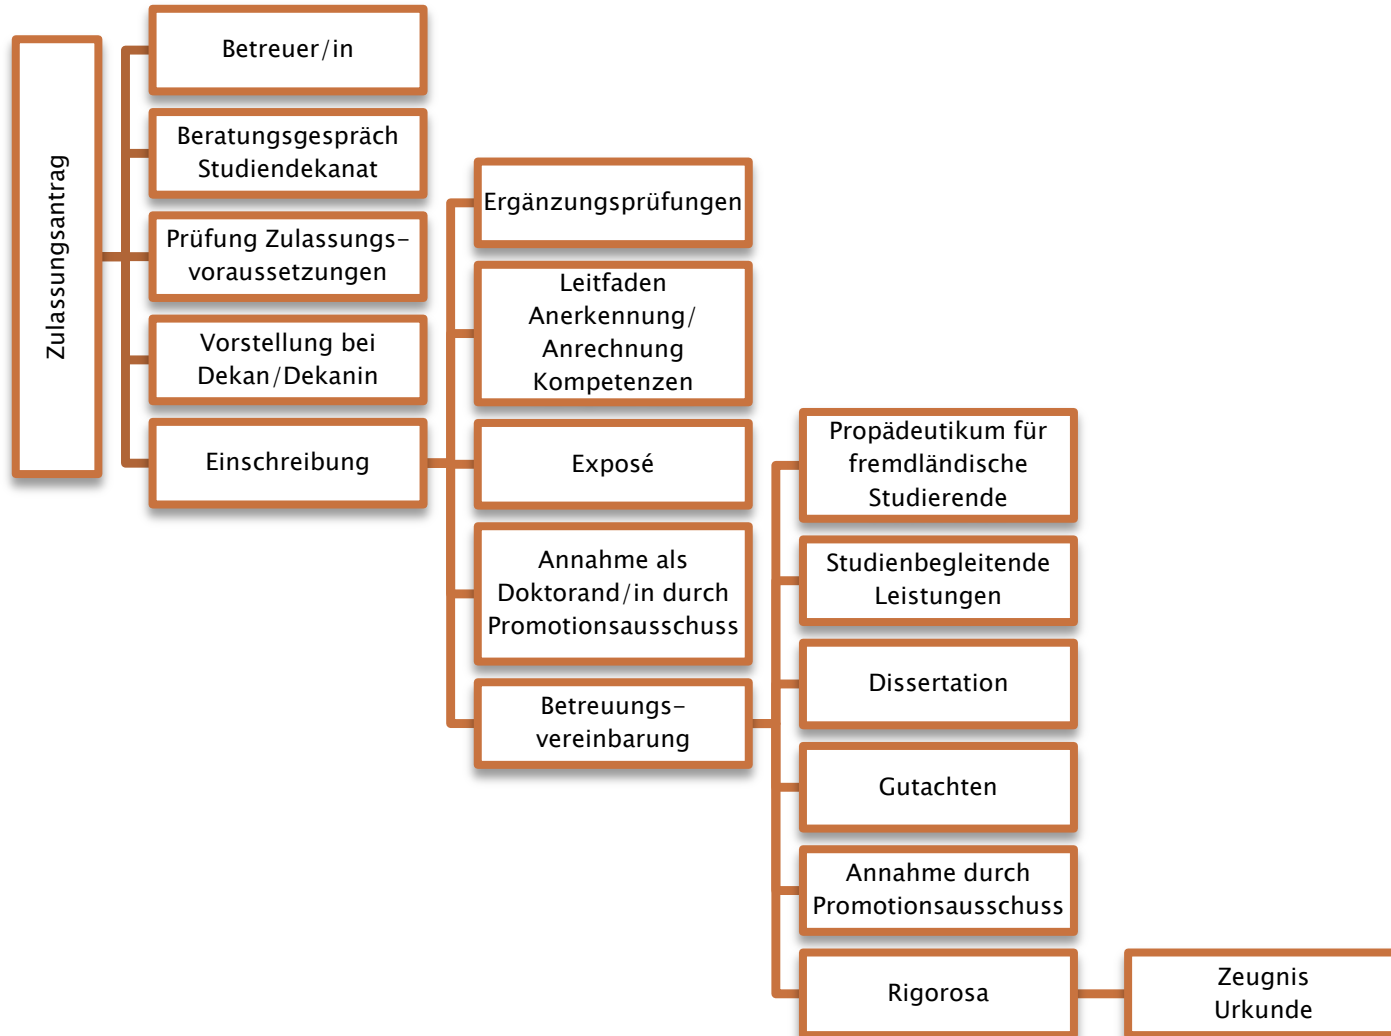 Zulassungsantrag
Betreuer/in
Beratungsgespräch
Studiendekanat
Prüfung Zulassungs-
voraussetzungen
Vorstellung bei
Dekan/Dekanin
Einschreibung
Ergänzungsprüfungen
Leitfaden
Anerkennung/
Anrechnung
Kompetenzen
Exposé
Annahme als
Doktorand/in durch
Promotionsausschuss
Betreuungs-
vereinbarung
Propädeutikum für
fremdländische
Studierende
Studienbegleitende
Leistungen
Dissertation
Gutachten
Annahme durch
Promotionsausschuss
Rigorosa
Zeugnis
Urkunde